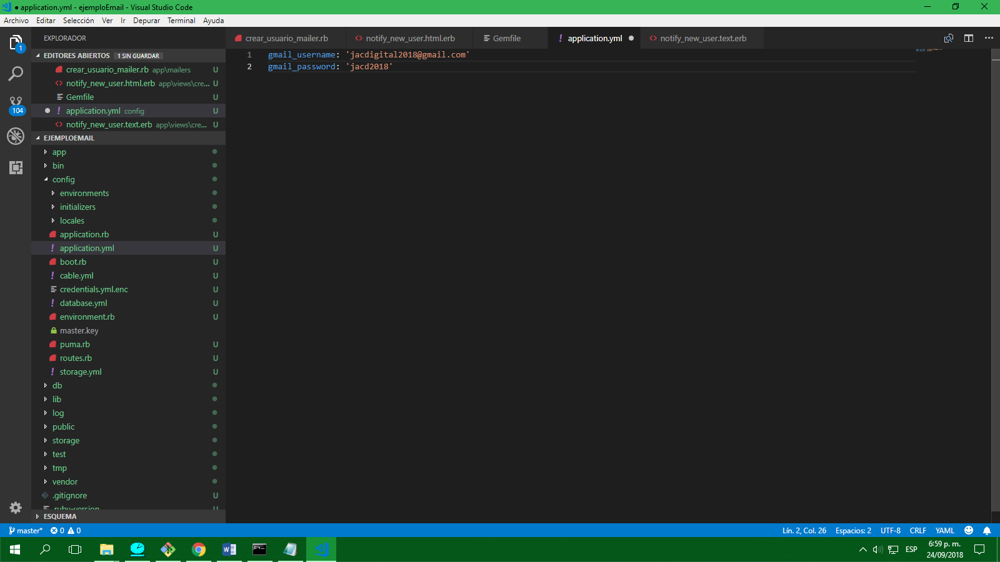 ● application.yml - ejemploEmail - Visual Studio Code
Archivo Editar Selección Ver Ir Depurar Terminal Ayuda
EXPLORADOR
crear_usuario_mailer.rb notify_new_user.html.erb Gemfile application.yml notify_new_user.text.erb
1
EDITORES ABIERTOS 1 SIN GUARDAR
crear_usuario_mailer.rb app\mailers U
notify_new_user.html.erb app\views\cre... U
Gemfile U
application.yml config U
notify_new_user.text.erb app\views\cre... U
104
EJEMPLOEMAIL
app
bin
config
environments
initializers
locales
application.rb U
application.yml U
boot.rb U
cable.yml U
credentials.yml.enc U
database.yml U
environment.rb U
master.key
puma.rb U
routes.rb U
storage.yml U
db
lib
log
public
storage
test
tmp
vendor
.gitignore U
.ruby-version U
ESQUEMA
1 gmail_username: 'jacdigital2018@gmail.com'
2 gmail_password: 'jacd2018'
master* 0 0 Lín. 2, Col. 26 Espacios: 2 UTF-8 CRLF YAML
ESP
6:59 p. m.
24/09/2018